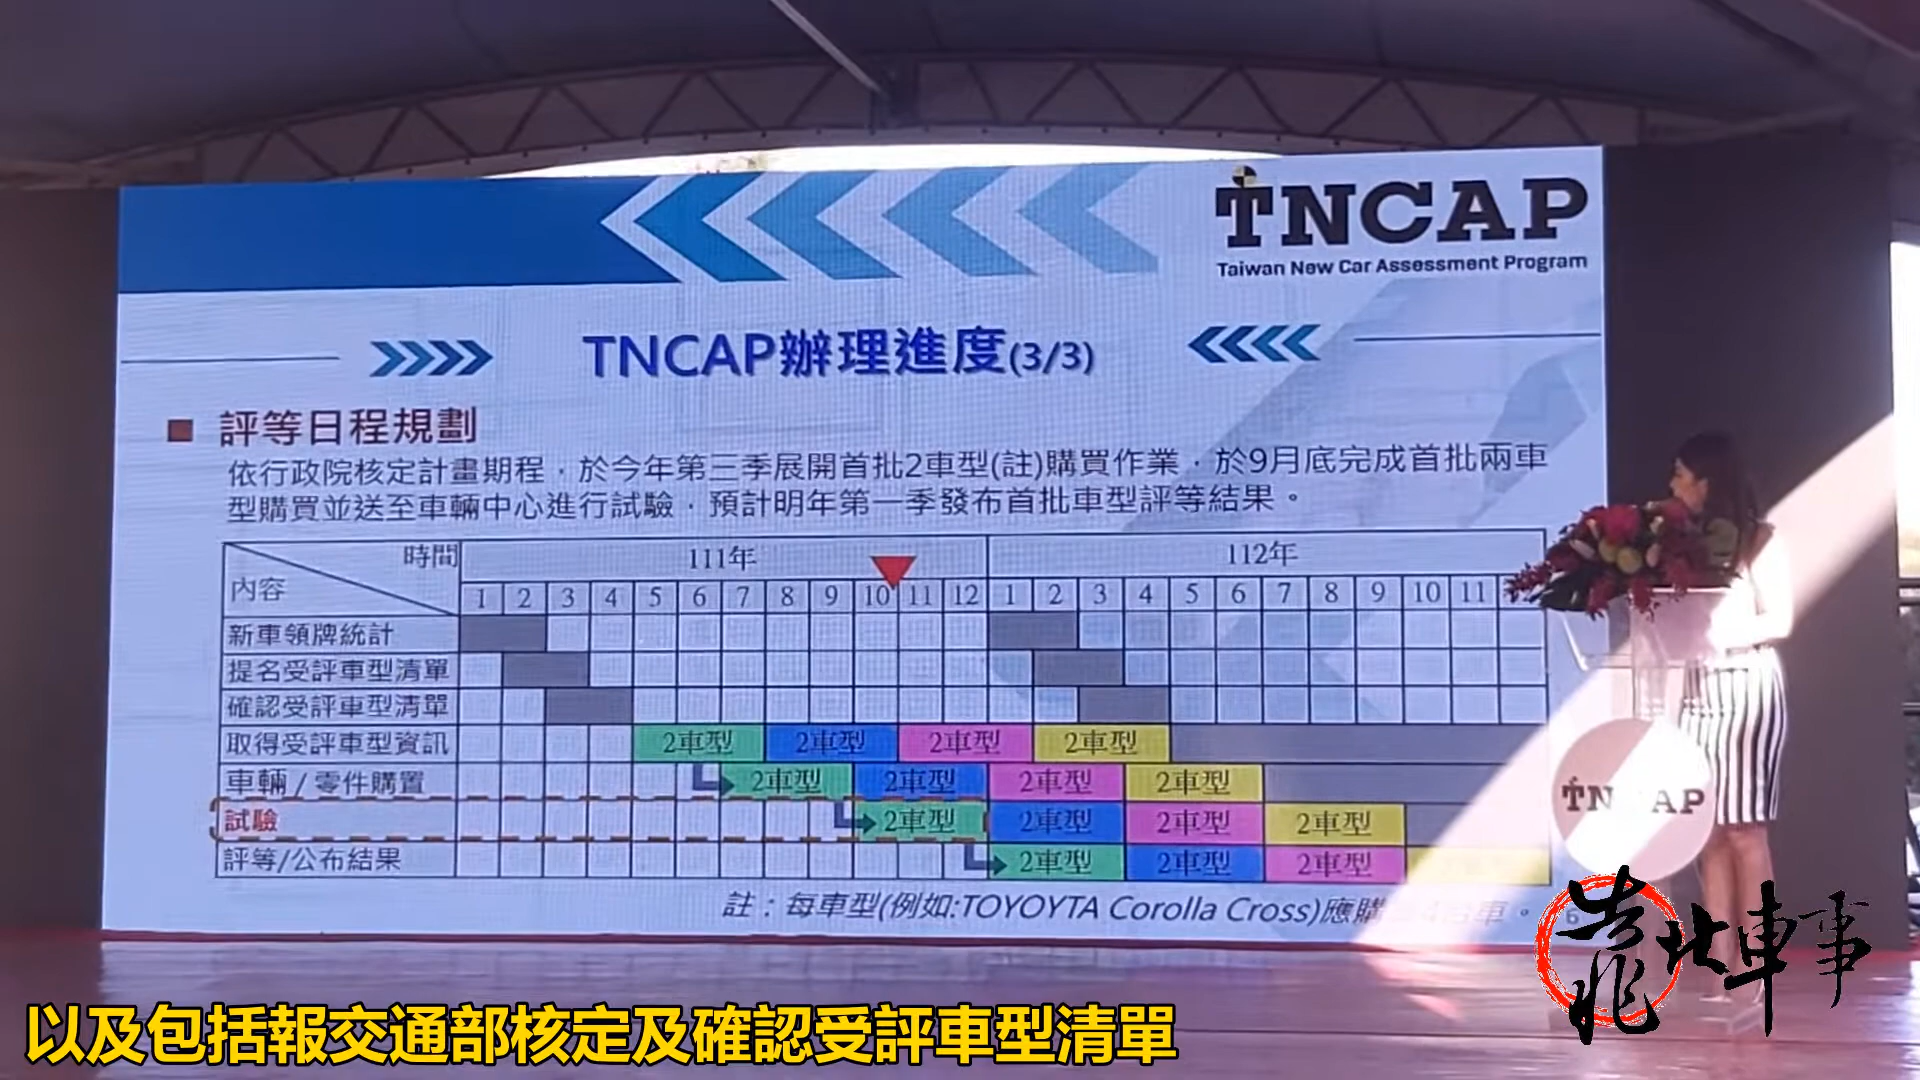 TNCAP
Taiwan New Car Assessment Program
TNCAP辦理進度(3/3)
評等日程規劃
依行政院核定計畫期程，於今年第三季展開首批2車型(註)購買作業，於9月底完成首批兩車
型購買並送至車輛中心進行試驗，預計明年第一季發布首批車型評等結果。
時間 111年 112年
內容 1 2 3 4 5 6 7 8 9 10 11 12 1 2 3 4 5 6 7 8 9 10 11
新車領牌統計
提名受評車型清單
確認受評車型清單
取得受評車型資訊 2車型 2車型 2車型 2車型
車輛/零件購置 2車型 2車型 2車型 2車型
試驗 2車型 2車型 2車型 2車型
評等/公布結果 2車型 2車型 2車型
註：每車型(例如:TOYOYTA Corolla Cross)應購 4台車。
6
TNCAP
靠北車事
以及包括報交通部核定及確認受評車型清單